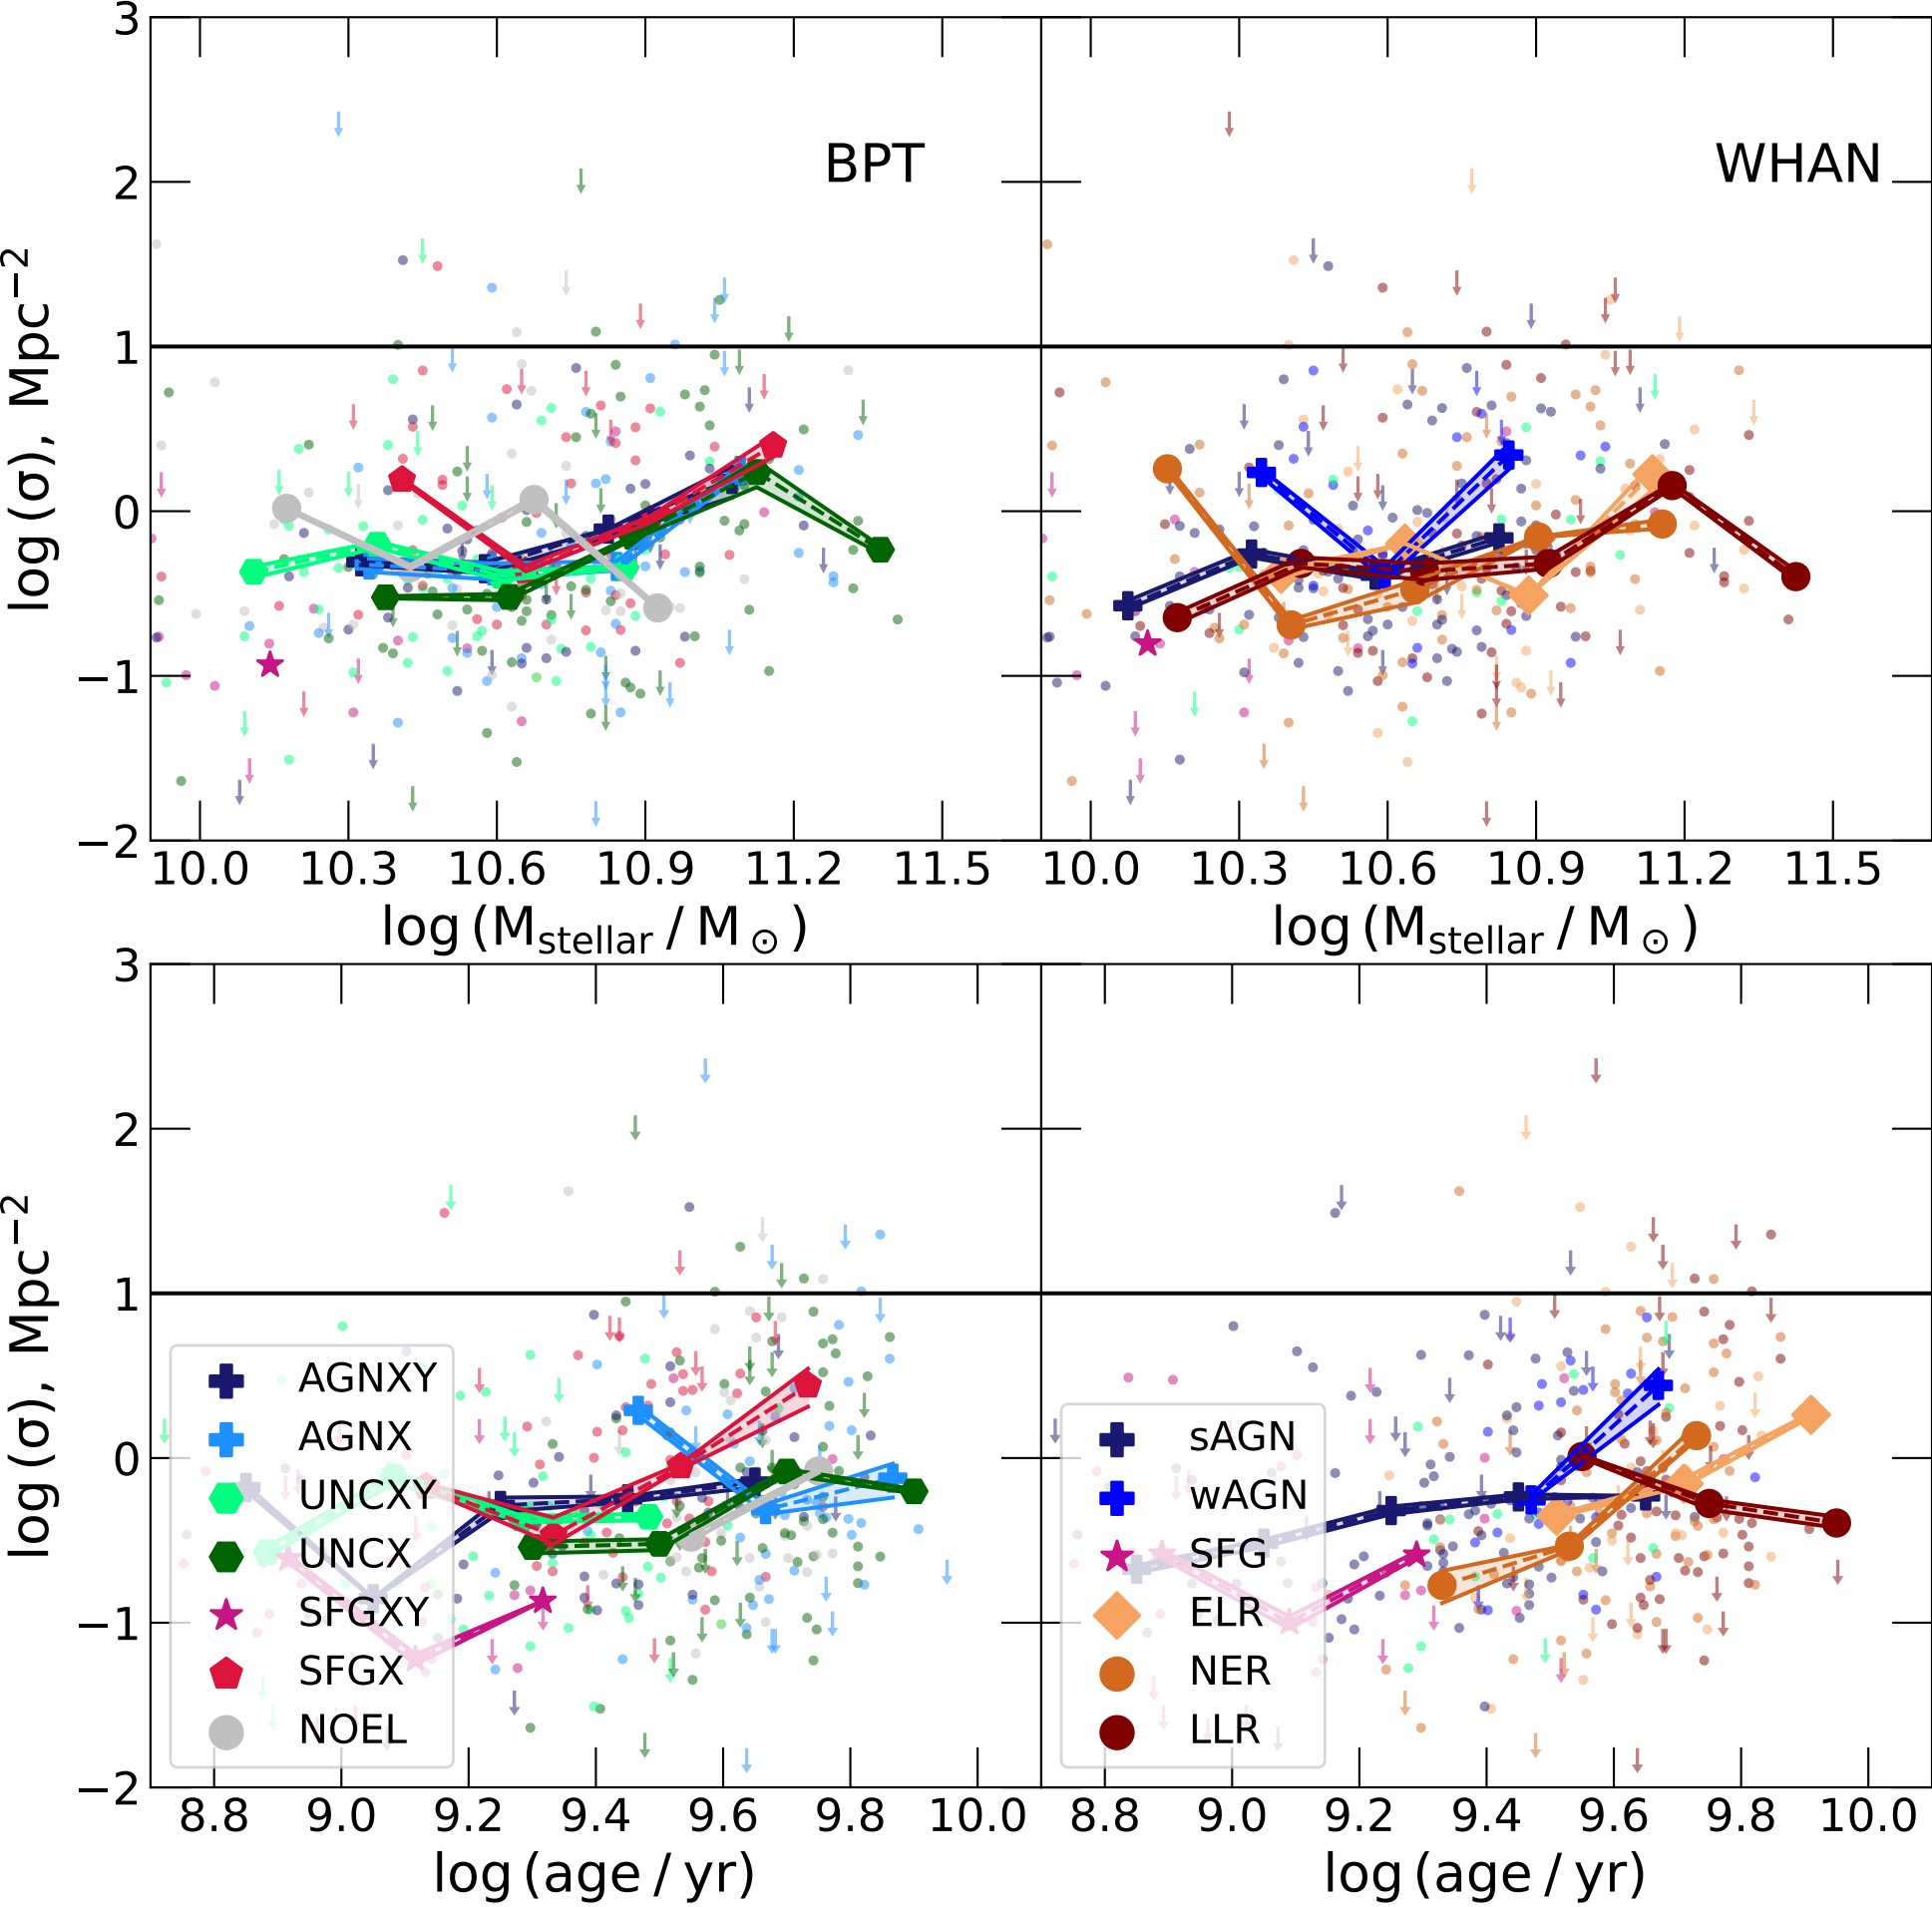 3
2
1
0
−1
−2
log (σ), Mpc⁻²
BPT
WHAN
10.0 10.3 10.6 10.9 11.2 11.5
10.0 10.3 10.6 10.9 11.2 11.5
log (M_stellar / M_⊙)
log (M_stellar / M_⊙)
3
2
1
0
−1
−2
log (σ), Mpc⁻²
AGNXY
AGNX
UNCXY
UNCX
SFGXY
SFGX
NOEL
sAGN
wAGN
SFG
ELR
NER
LLR
8.8 9.0 9.2 9.4 9.6 9.8 10.0
8.8 9.0 9.2 9.4 9.6 9.8 10.0
log (age / yr)
log (age / yr)